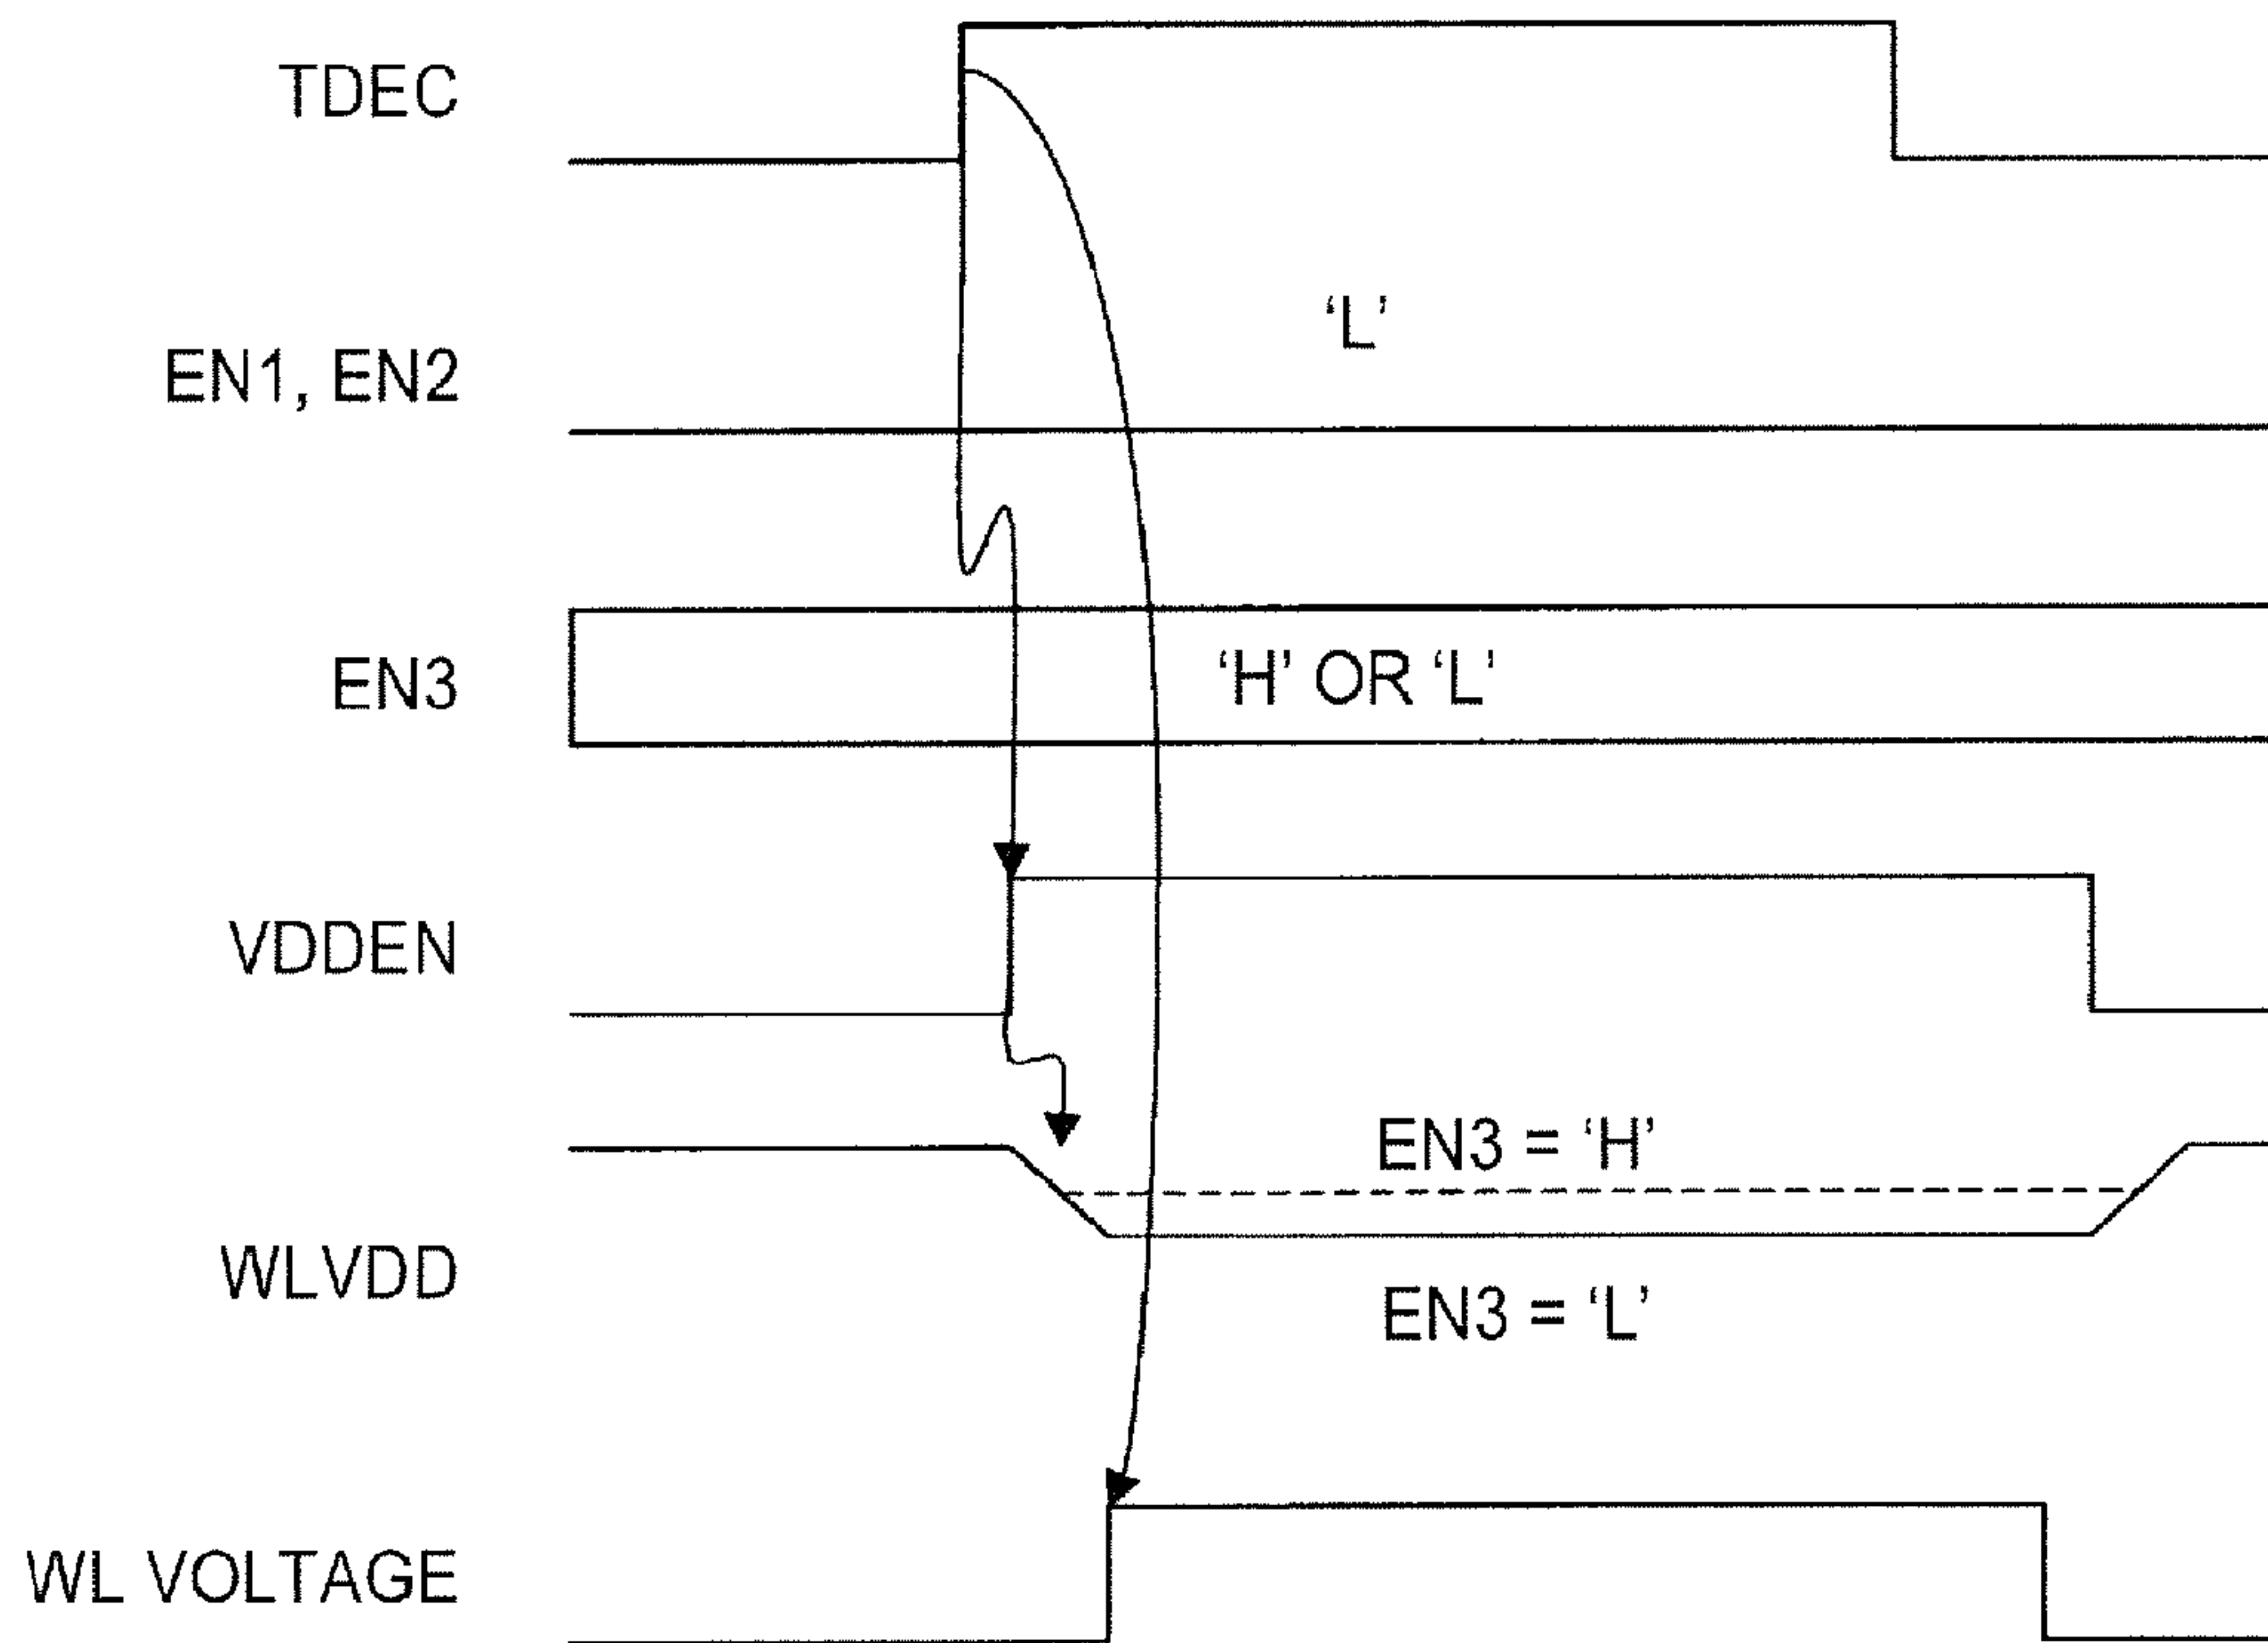 TDEC
‘L’
EN1, EN2
EN3
‘H’ OR ‘L’
VDDEN
EN3 = ‘H’
WLVDD
EN3 = ‘L’
WL VOLTAGE